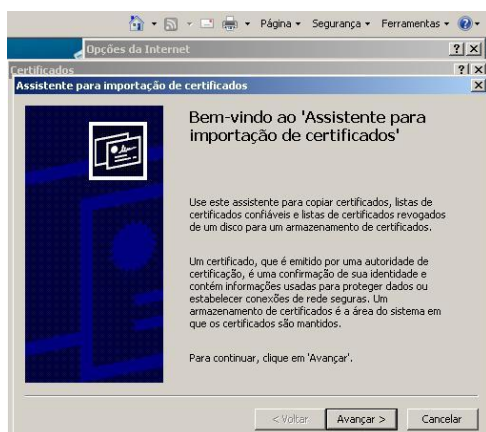 Página Segurança Ferramentas
Opções da Internet
Certificados
Assistente para importação de certificados
Bem-vindo ao 'Assistente para
importação de certificados'
Use este assistente para copiar certificados, listas de
certificados confiáveis e listas de certificados revogados
de um disco para um armazenamento de certificados.
Um certificado, que é emitido por uma autoridade de
certificação, é uma confirmação de sua identidade e
contém informações usadas para proteger dados ou
estabelecer conexões de rede seguras. Um
armazenamento de certificados é a área do sistema em
que os certificados são mantidos.
Para continuar, clique em 'Avançar'.
< Voltar Avançar > Cancelar